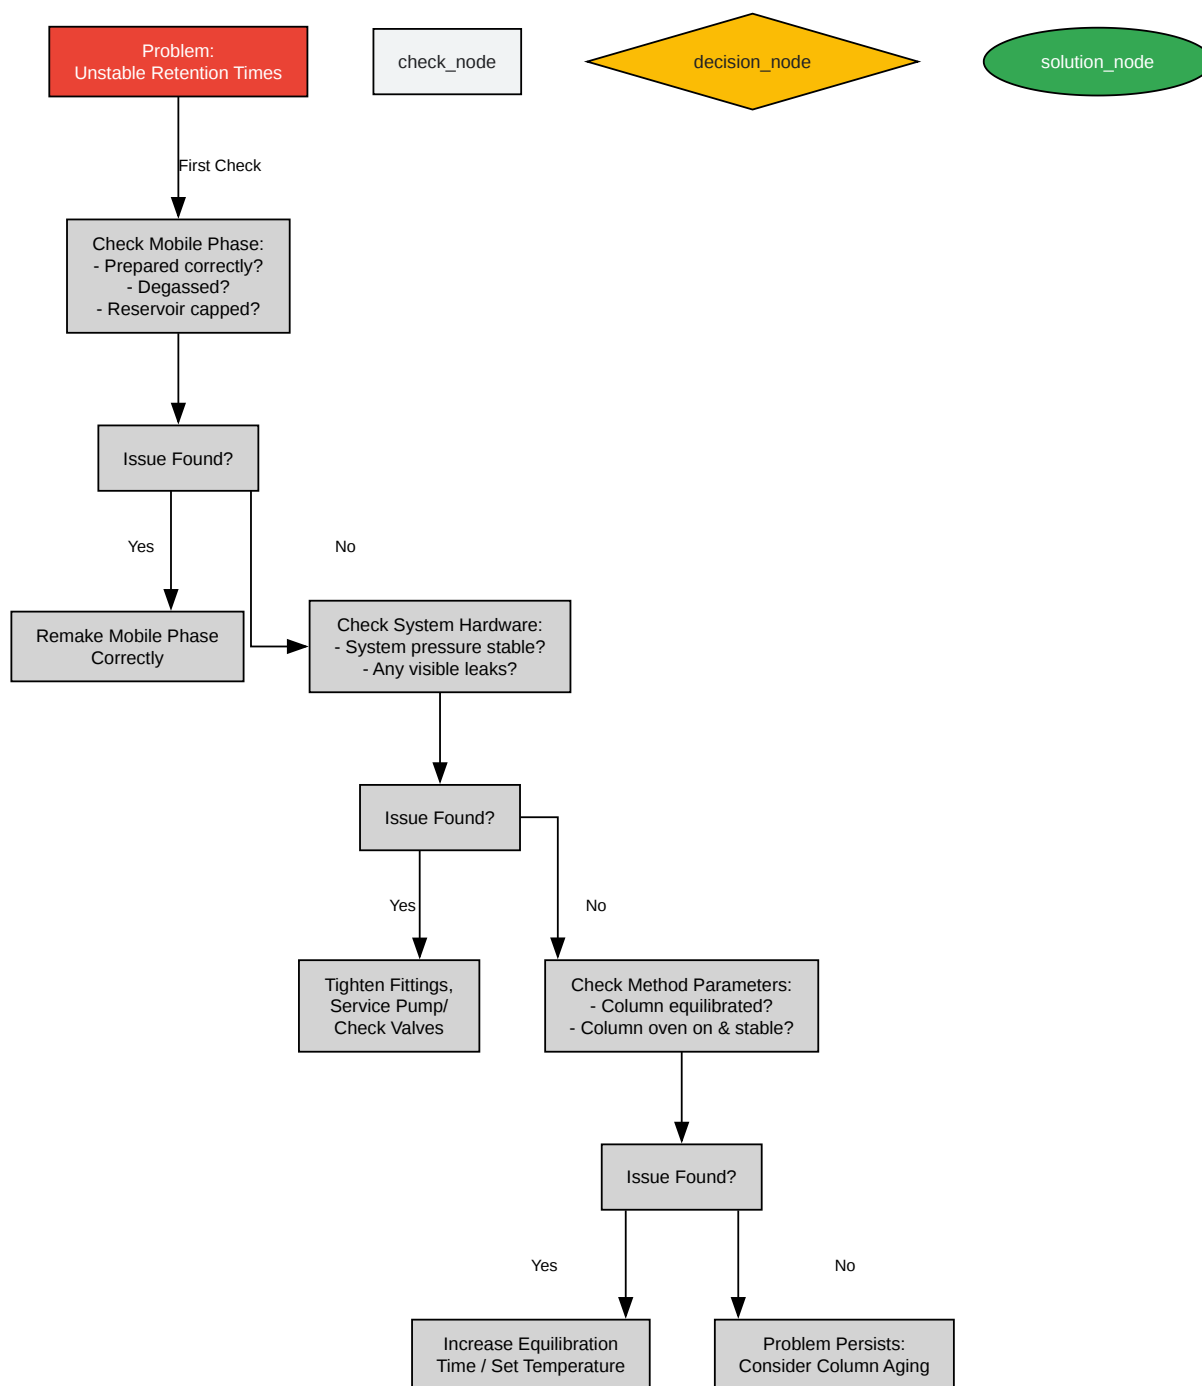 Problem:
Unstable Retention Times
check_node
decision_node
solution_node
First Check
Check Mobile Phase:
- Prepared correctly?
- Degassed?
- Reservoir capped?
Issue Found?
Yes
No
Remake Mobile Phase
Correctly
Check System Hardware:
- System pressure stable?
- Any visible leaks?
Issue Found?
Yes
No
Tighten Fittings,
Service Pump/
Check Valves
Check Method Parameters:
- Column equilibrated?
- Column oven on & stable?
Issue Found?
Yes
No
Increase Equilibration
Time / Set Temperature
Problem Persists:
Consider Column Aging